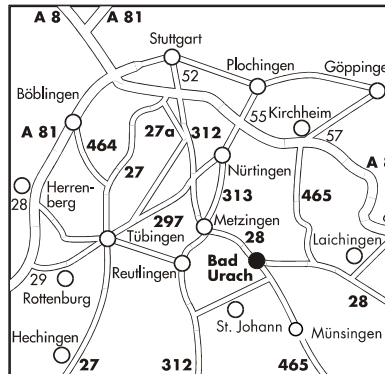 A 8
A 81
Stuttgart
52
Plochingen
Göppinge
Böblingen
A 81
464
27a
312
55
Kirchheim
57
27
Nürtingen
A 8
28
Herren-
berg
313
465
297
Metzingen
Tübingen
28
Laichingen
Reutlingen
Bad
Urach
29
Rottenburg
28
St. Johann
Münsingen
Hechingen
27
312
465